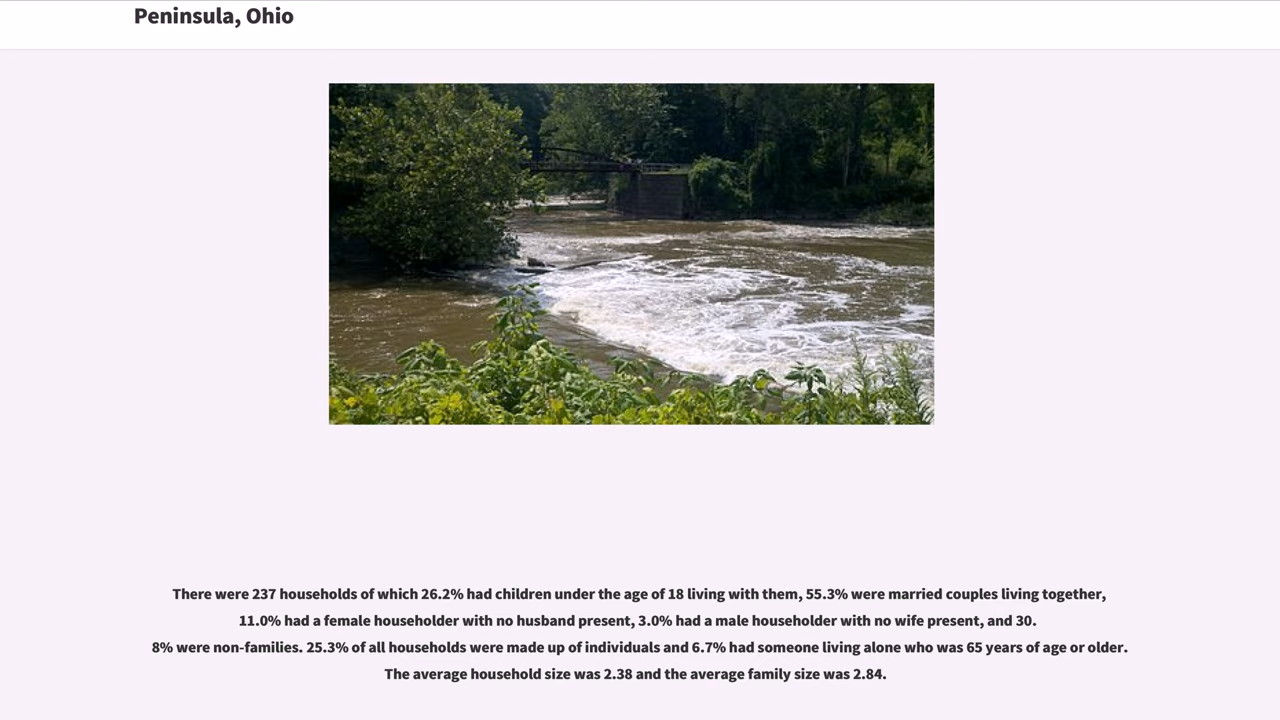 Peninsula, Ohio
There were 237 households of which 26.2% had children under the age of 18 living with them, 55.3% were married couples living together,
11.0% had a female householder with no husband present, 3.0% had a male householder with no wife present, and 30.
8% were non-families. 25.3% of all households were made up of individuals and 6.7% had someone living alone who was 65 years of age or older.
The average household size was 2.38 and the average family size was 2.84.